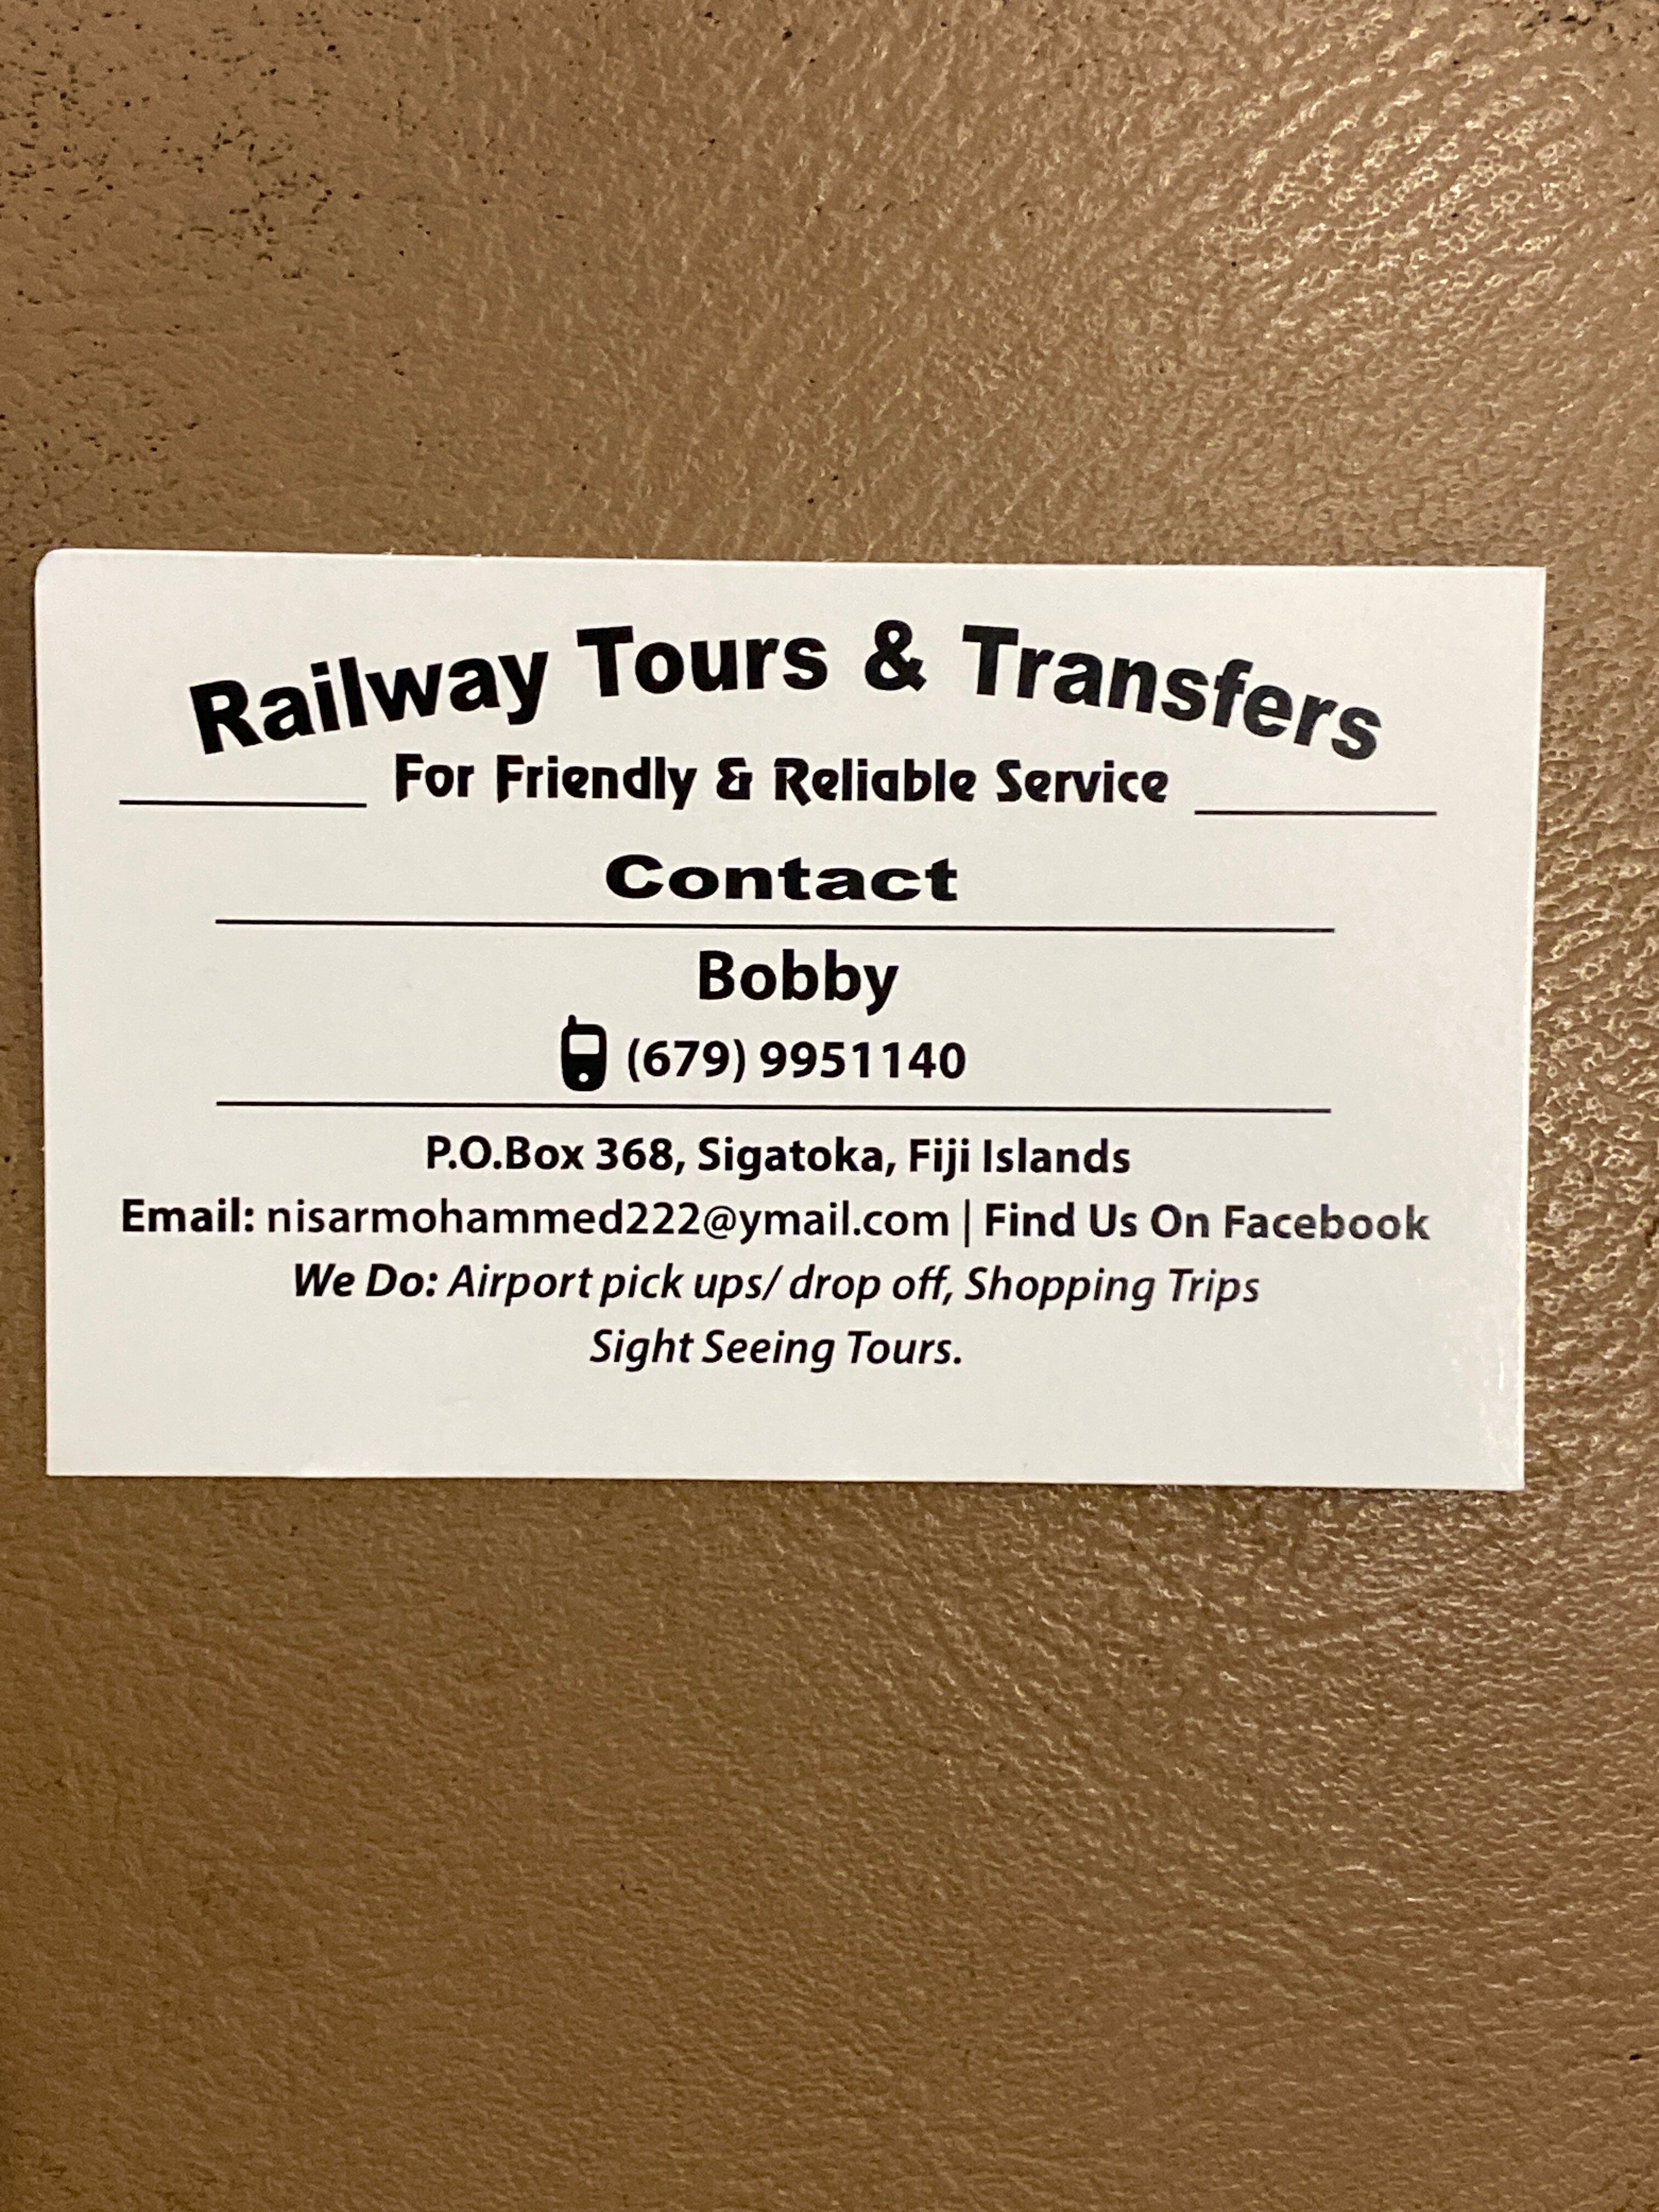 Railway Tours & Transfers
For Friendly & Reliable Service
Contact
Bobby
(679) 9951140
P.O.Box 368, Sigatoka, Fiji Islands
Email: nisarmohammed222@ymail.com | Find Us On Facebook
We Do: Airport pick ups/ drop off, Shopping Trips
Sight Seeing Tours.